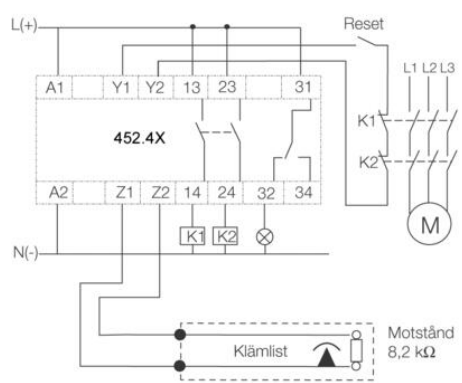 L(+) Reset
A1 Y1 Y2 13 23 31
L1 L2 L3
452.4X
K1
K2
A2 Z1 Z2 14 24 32 34
K1 K2
M
N(-)
Klämlist
Motstånd
8,2 kΩ